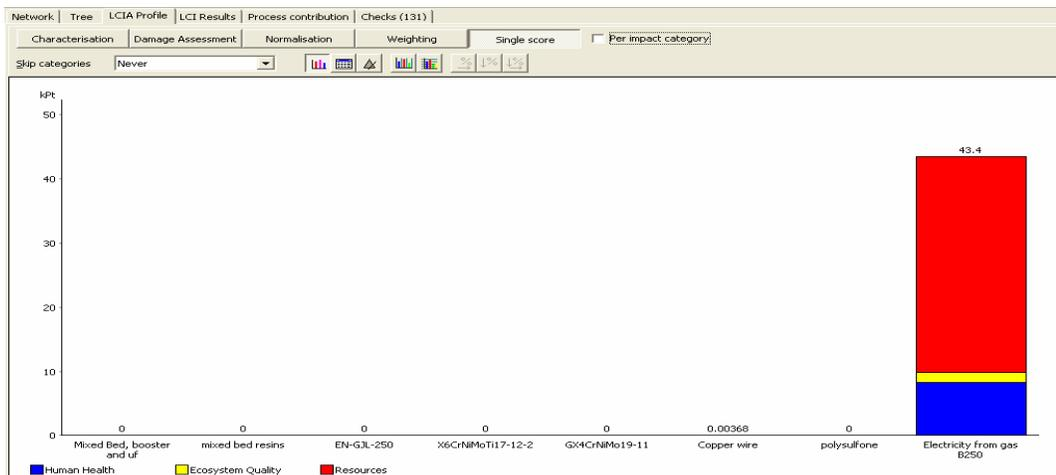 Network Tree LCIA Profile LCI Results Process contribution Checks (131)
Characterisation Damage Assessment Normalisation Weighting Single score Per impact category
Skip categories Never
kPt
50
40
30
20
10
0
43.4
0 0 0 0 0 0.00368 0
Mixed Bed, booster and uf
mixed bed resins
EN-GJL-250
X6CrNiMoTi17-12-2
GX4CrNiMo19-11
Copper wire
polysulfone
Electricity from gas B250
Human Health Ecosystem Quality Resources